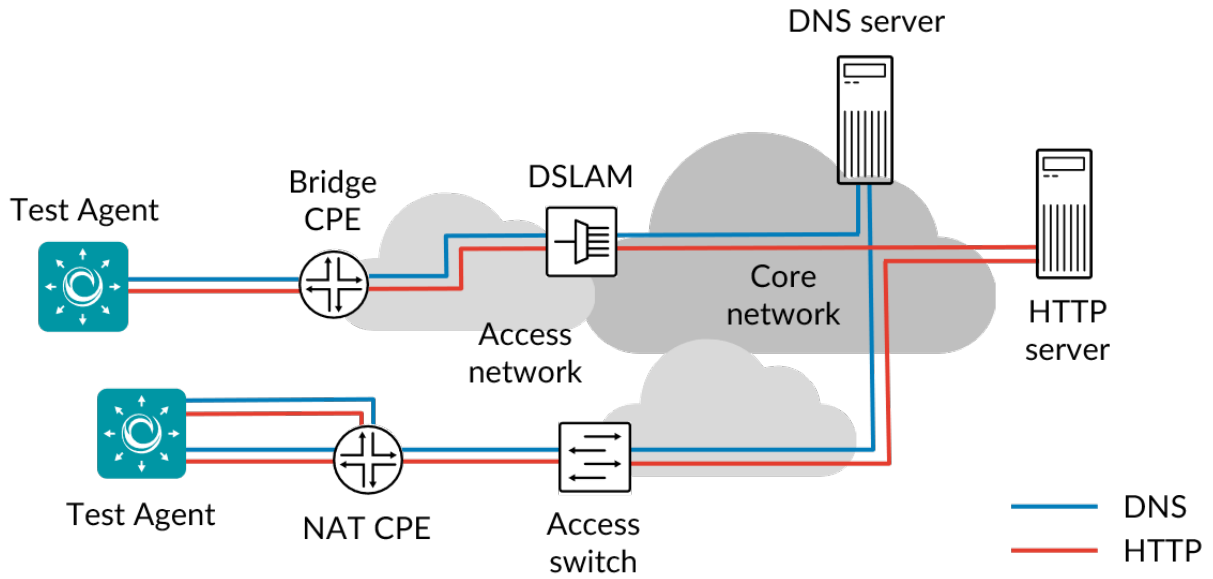 DNS server
Bridge
CPE
DSLAM
Test Agent
Core
network
HTTP
server
Access
network
Test Agent
NAT CPE
Access
switch
DNS
HTTP